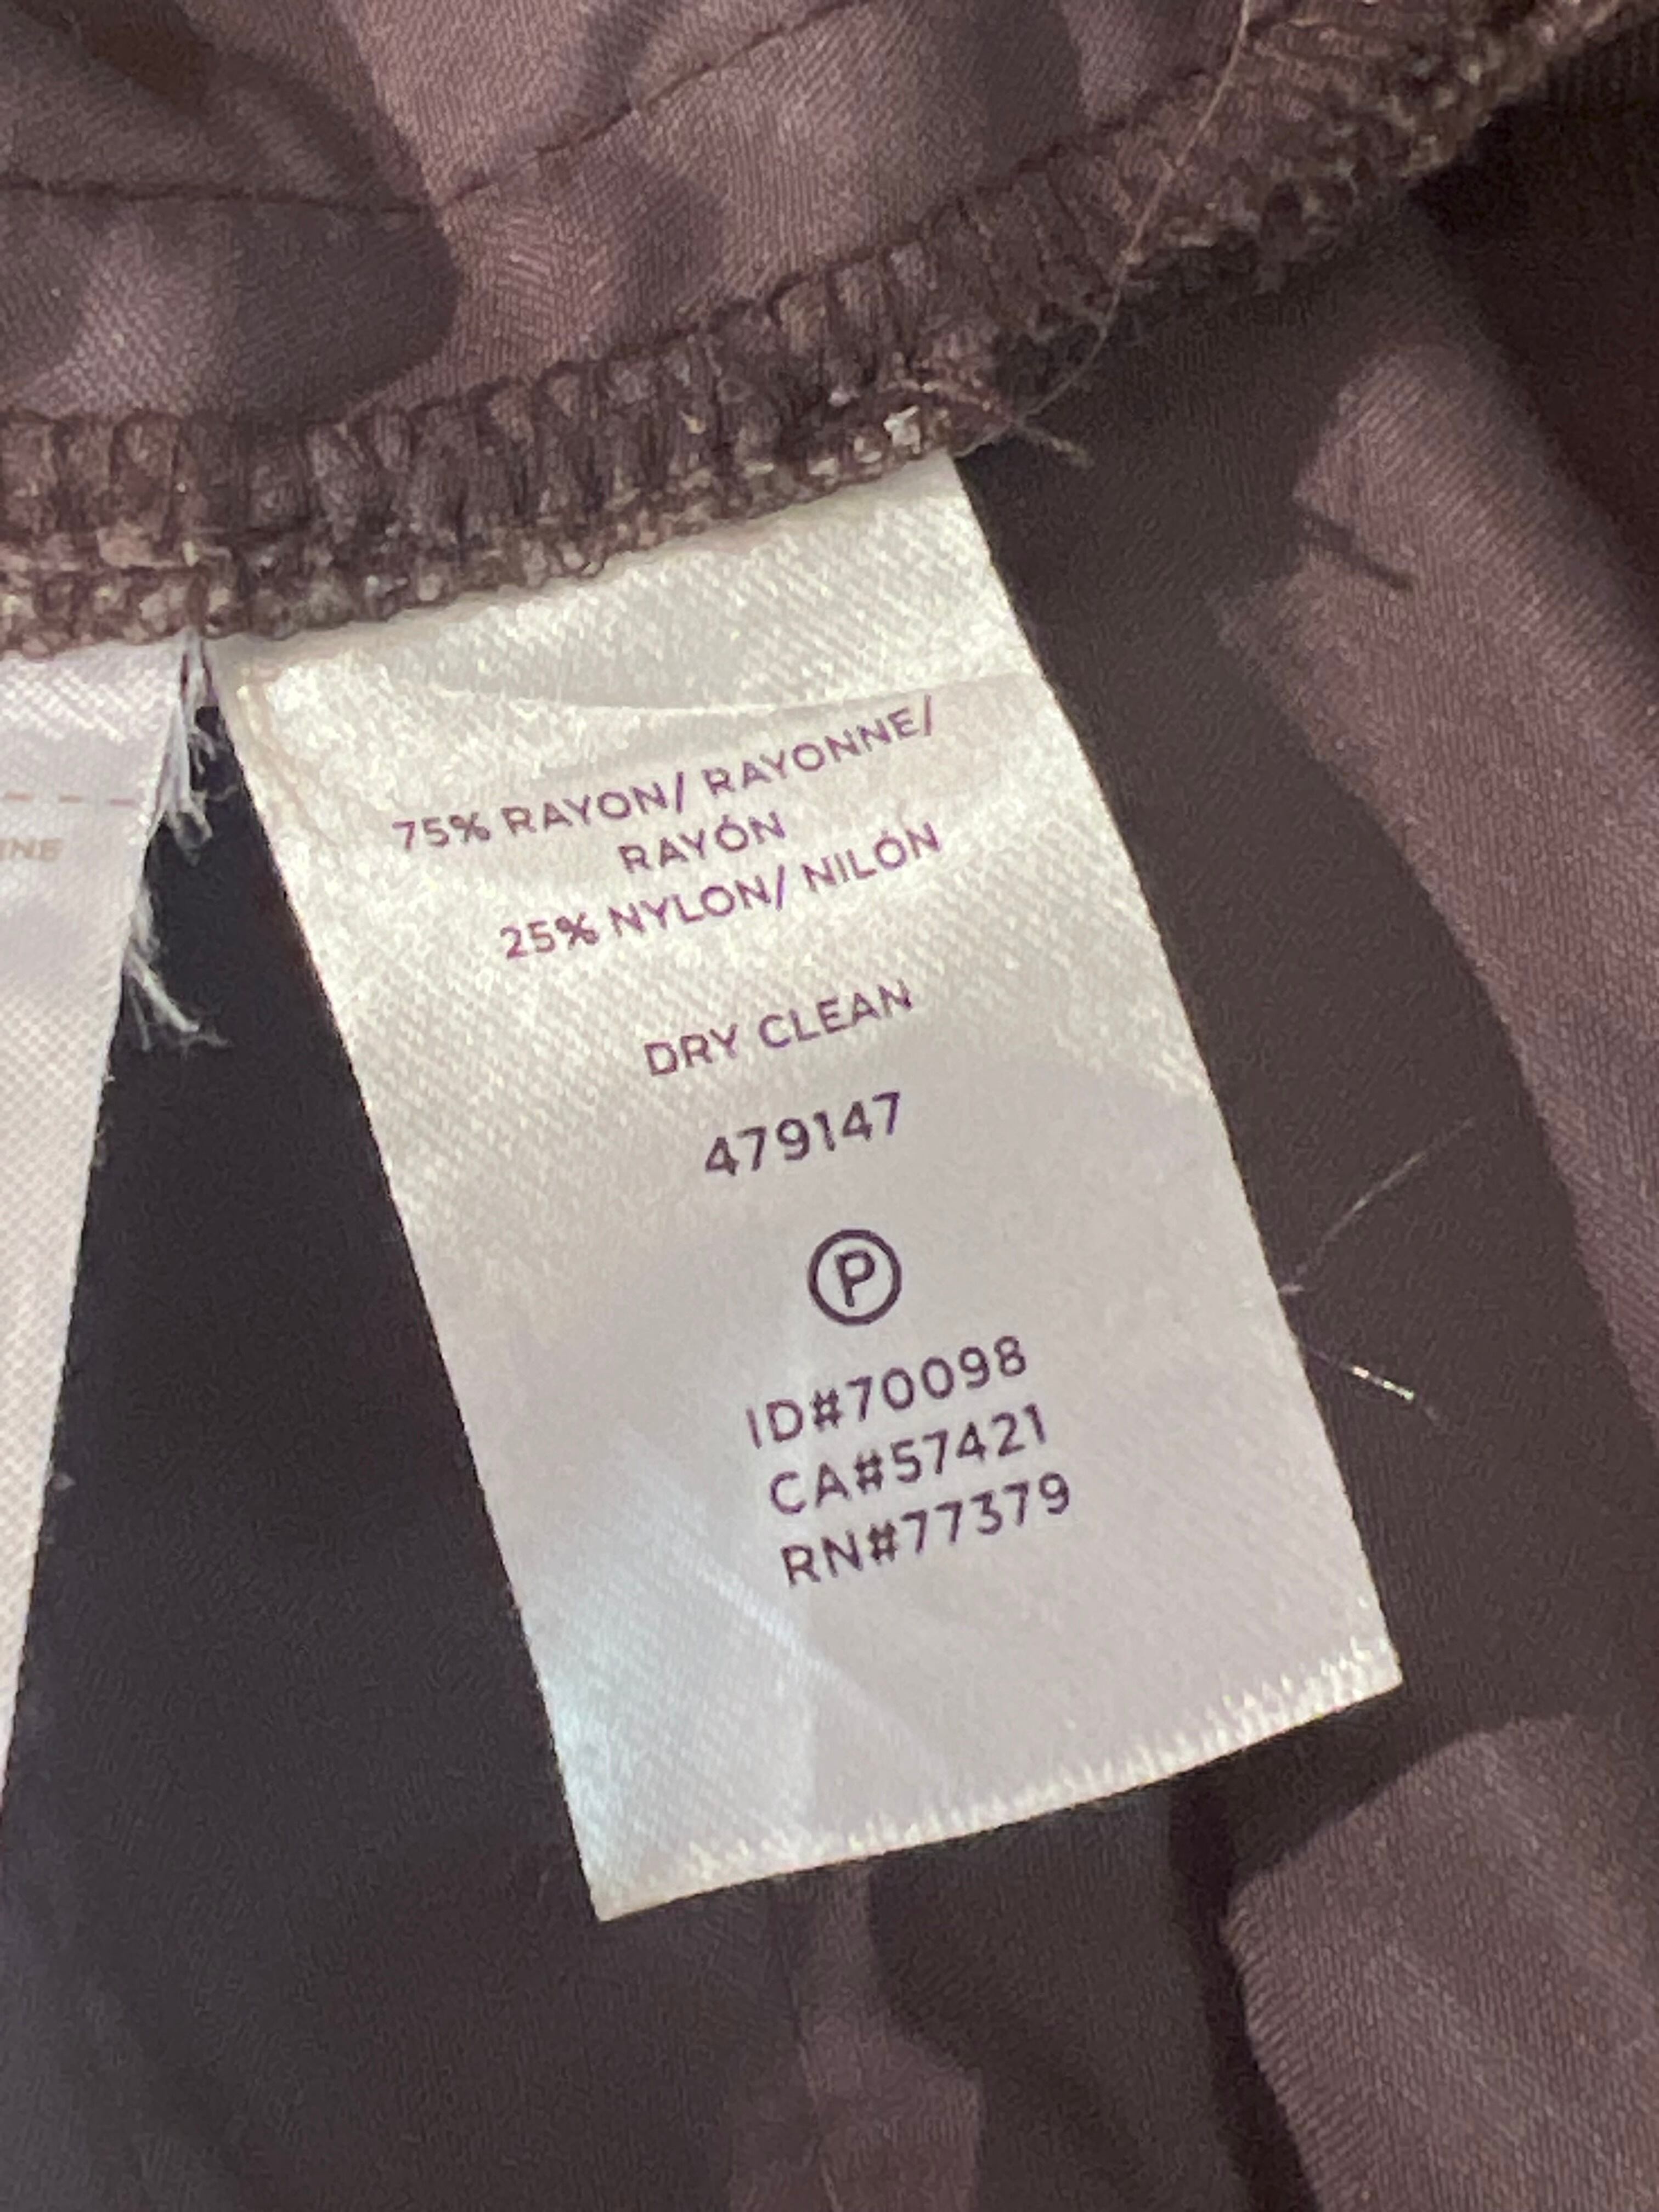 75% RAYON/ RAYONNE/
RAYÓN
25% NYLON/ NILÓN
DRY CLEAN
479147
P
ID#70098
CA#57421
RN#77379